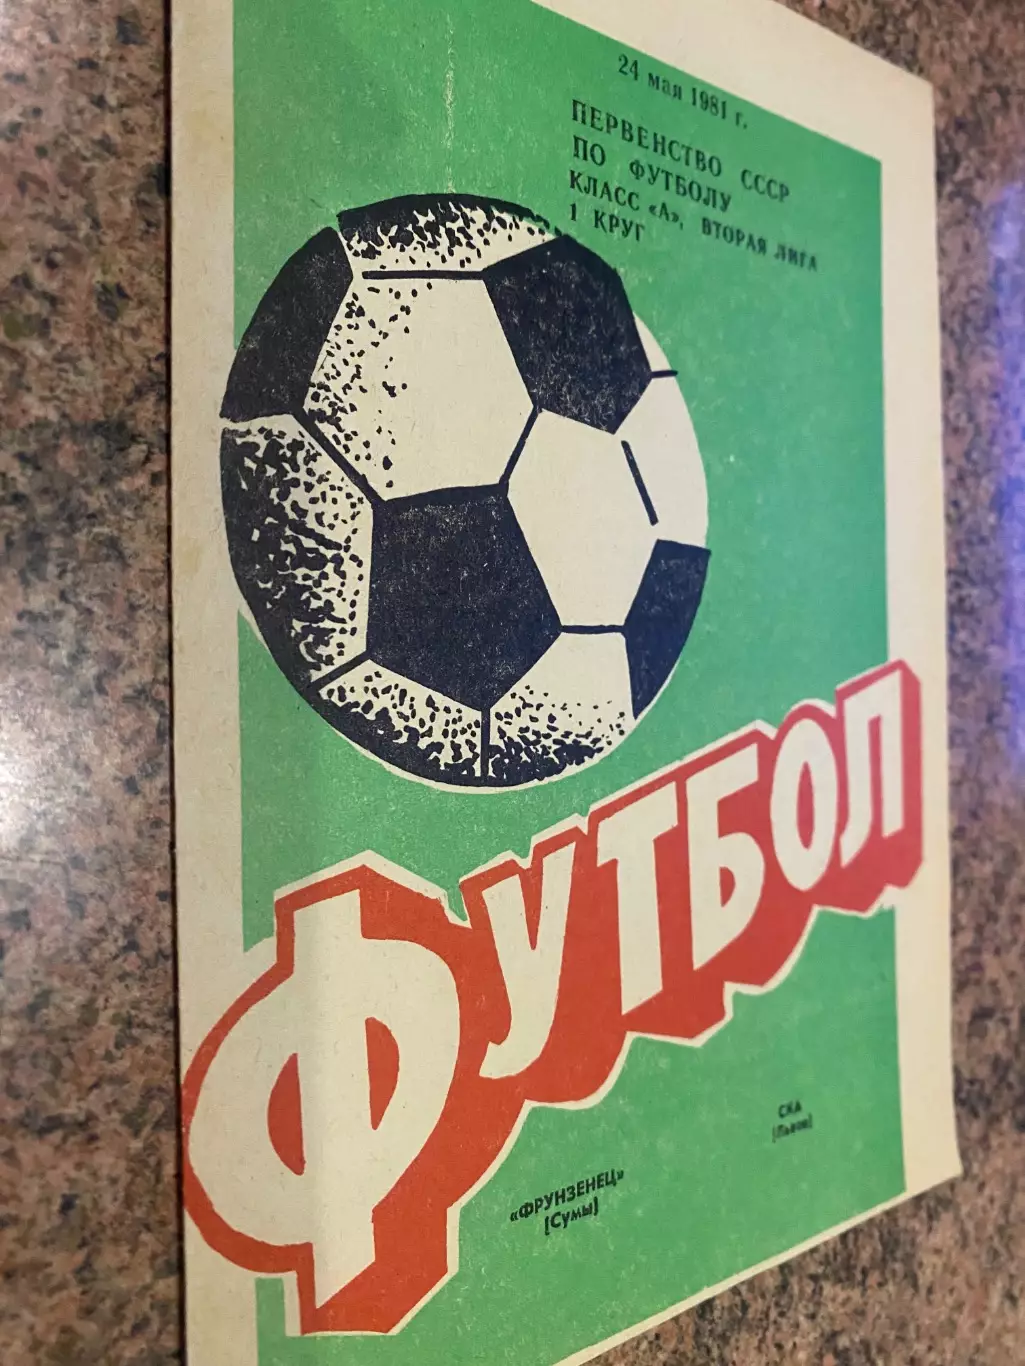 24 мая 1981 г.
ПЕРВЕНСТВО СССР
ПО ФУТБОЛУ
КЛАСС «А», ВТОРАЯ ЛИГА
1 КРУГ
ФУТБОЛ
«ФРУНЗЕНЕЦ»
[Сумы]
СКА
[Львов]